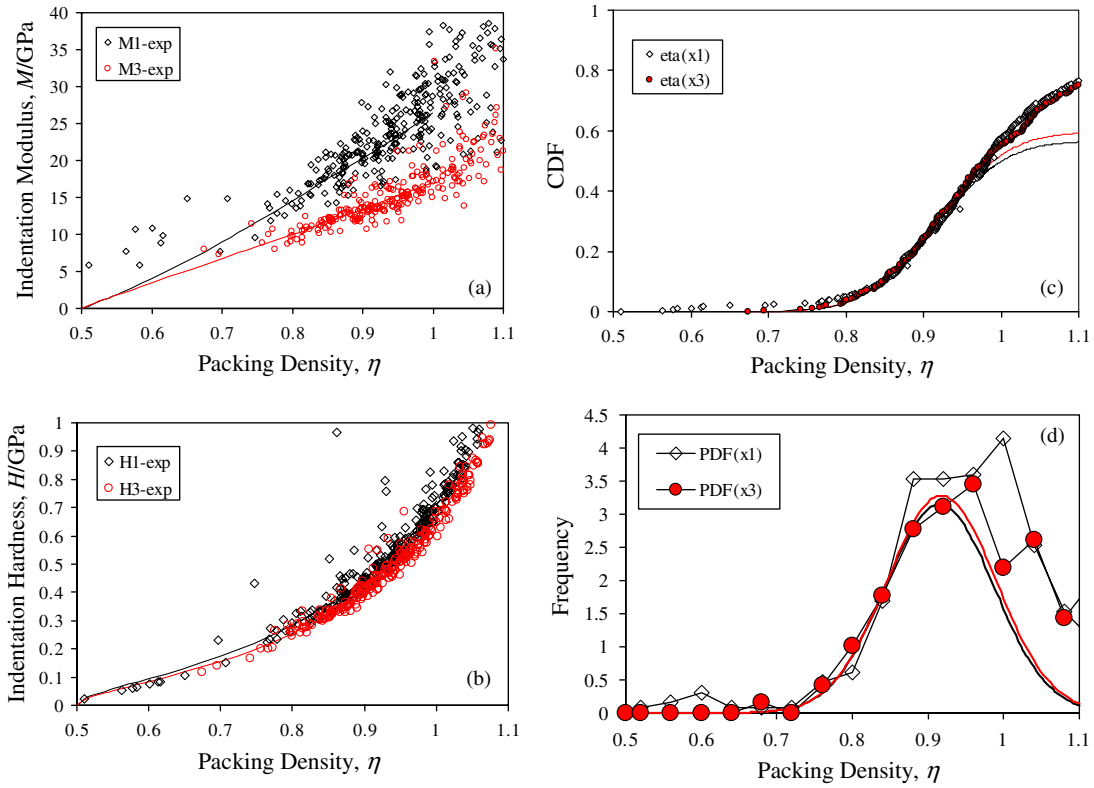 40
35
30
25
20
15
10
5
0
Indentation Modulus, M/GPa
M1-exp
M3-exp
(a)
0.5 0.6 0.7 0.8 0.9 1 1.1
Packing Density, η
1
0.8
0.6
0.4
0.2
0
CDF
eta(x1)
eta(x3)
(c)
0.5 0.6 0.7 0.8 0.9 1 1.1
Packing Density, η
1
0.9
0.8
0.7
0.6
0.5
0.4
0.3
0.2
0.1
0
Indentation Hardness, H/GPa
H1-exp
H3-exp
(b)
0.5 0.6 0.7 0.8 0.9 1 1.1
Packing Density, η
4.5
4
3.5
3
2.5
2
1.5
1
0.5
0
Frequency
PDF(x1)
PDF(x3)
(d)
0.5 0.6 0.7 0.8 0.9 1 1.1
Packing Density, η